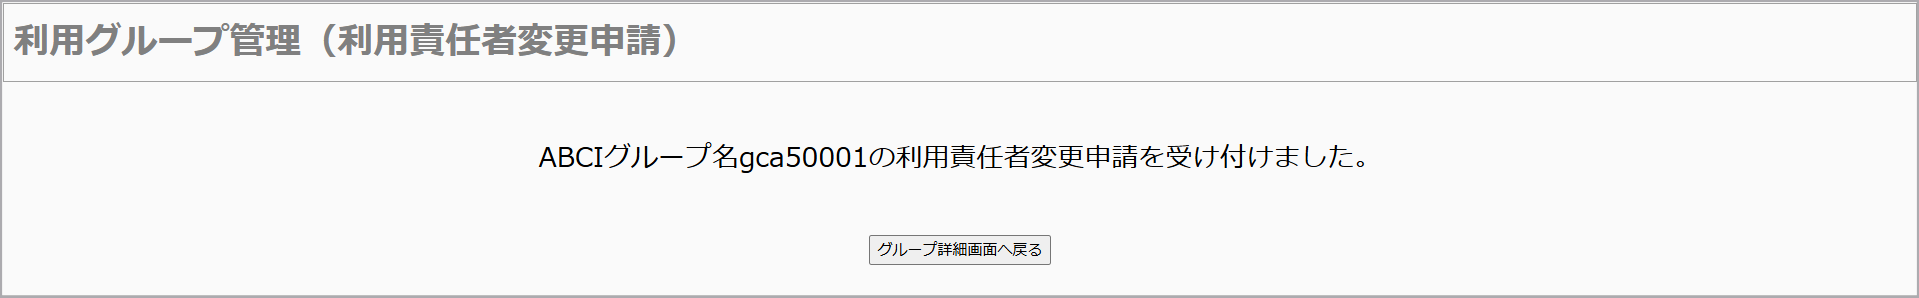 利用グループ管理（利用責任者変更申請）
ABCIグループ名gca50001の利用責任者変更申請を受け付けました。
グループ詳細画面へ戻る